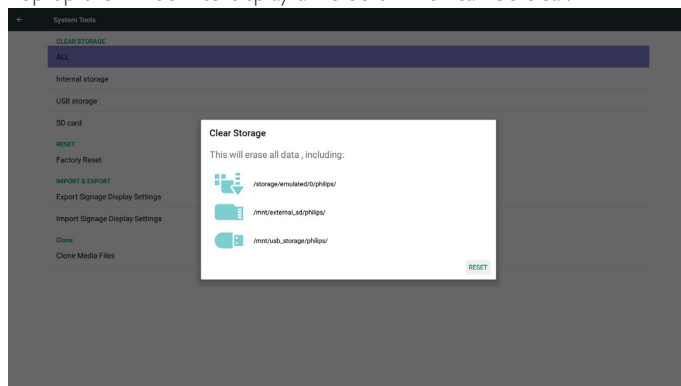 System Tools
CLEAR STORAGE
ALL
Internal storage
USB storage
SD card
RESET
Factory Reset
IMPORT & EXPORT
Export Signage Display Settings
Import Signage Display Settings
Clone
Clone Media Files
Clear Storage
This will erase all data , including:
/storage/emulated/0/philips/
/mnt/external_sd/philips/
/mnt/usb_storage/philips/
RESET